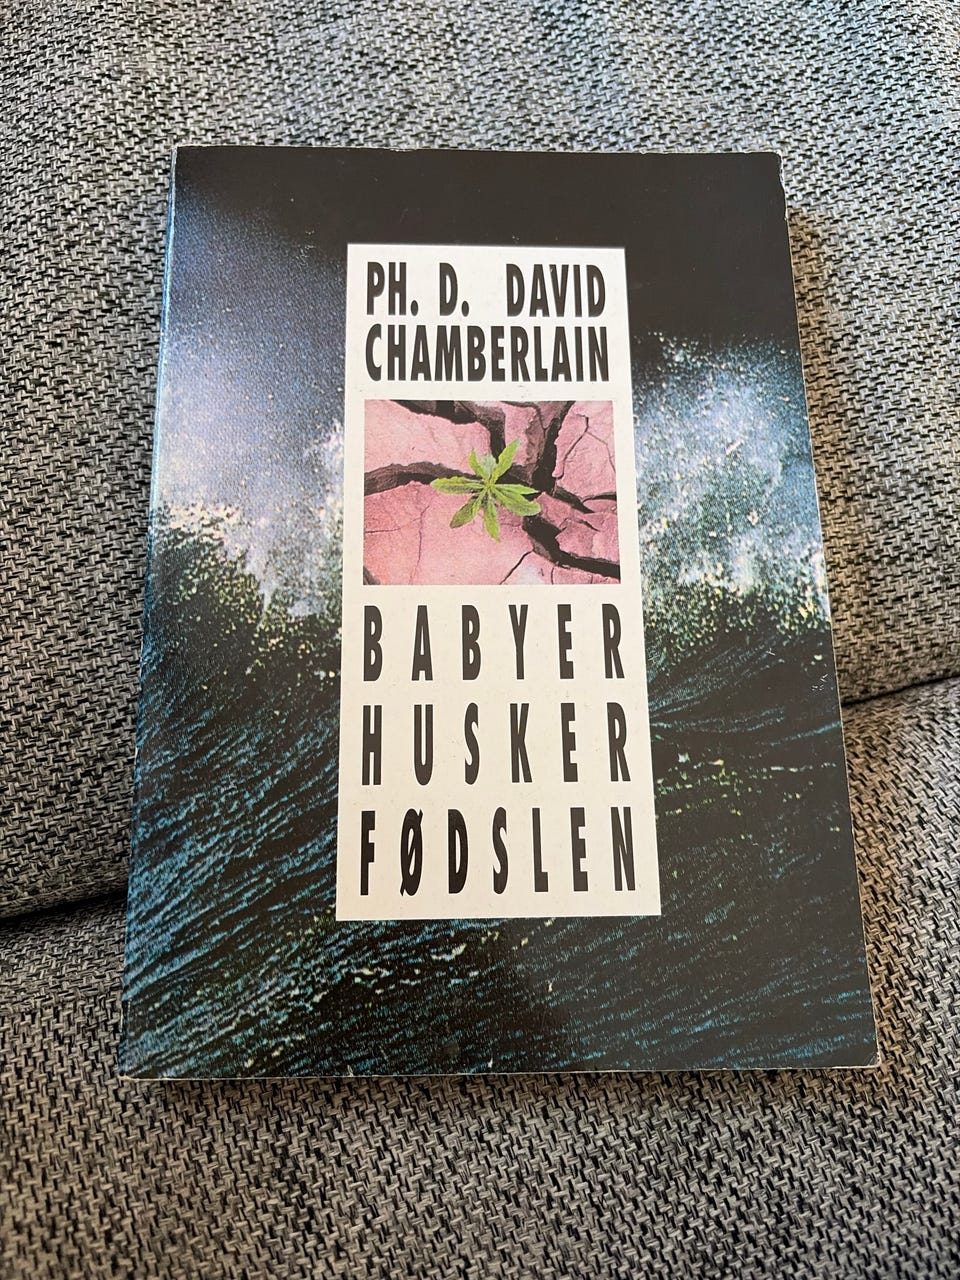 PH. D. DAVID
CHAMBERLAIN
BABYER
HUSKER
FØDSLEN